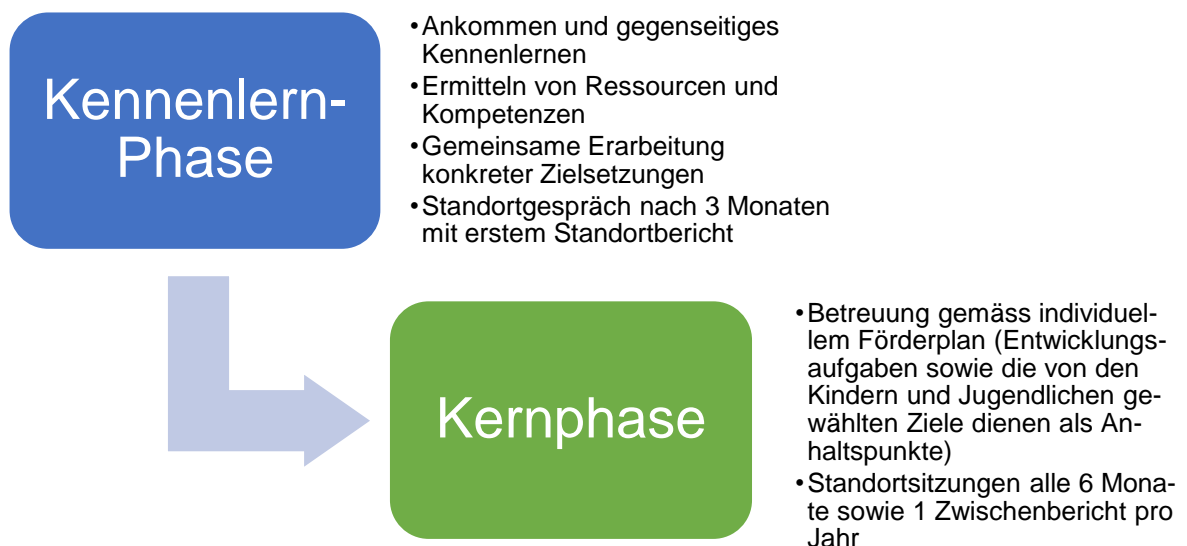 Kennenlern-
Phase
•Ankommen und gegenseitiges
Kennenlernen
•Ermitteln von Ressourcen und
Kompetenzen
•Gemeinsame Erarbeitung
konkreter Zielsetzungen
•Standortgespräch nach 3 Monaten
mit erstem Standortbericht
Kernphase
•Betreuung gemäss individuel-
lem Förderplan (Entwicklungs-
aufgaben sowie die von den
Kindern und Jugendlichen ge-
wählten Ziele dienen als An-
haltspunkte)
•Standortsitzungen alle 6 Mona-
te sowie 1 Zwischenbericht pro
Jahr